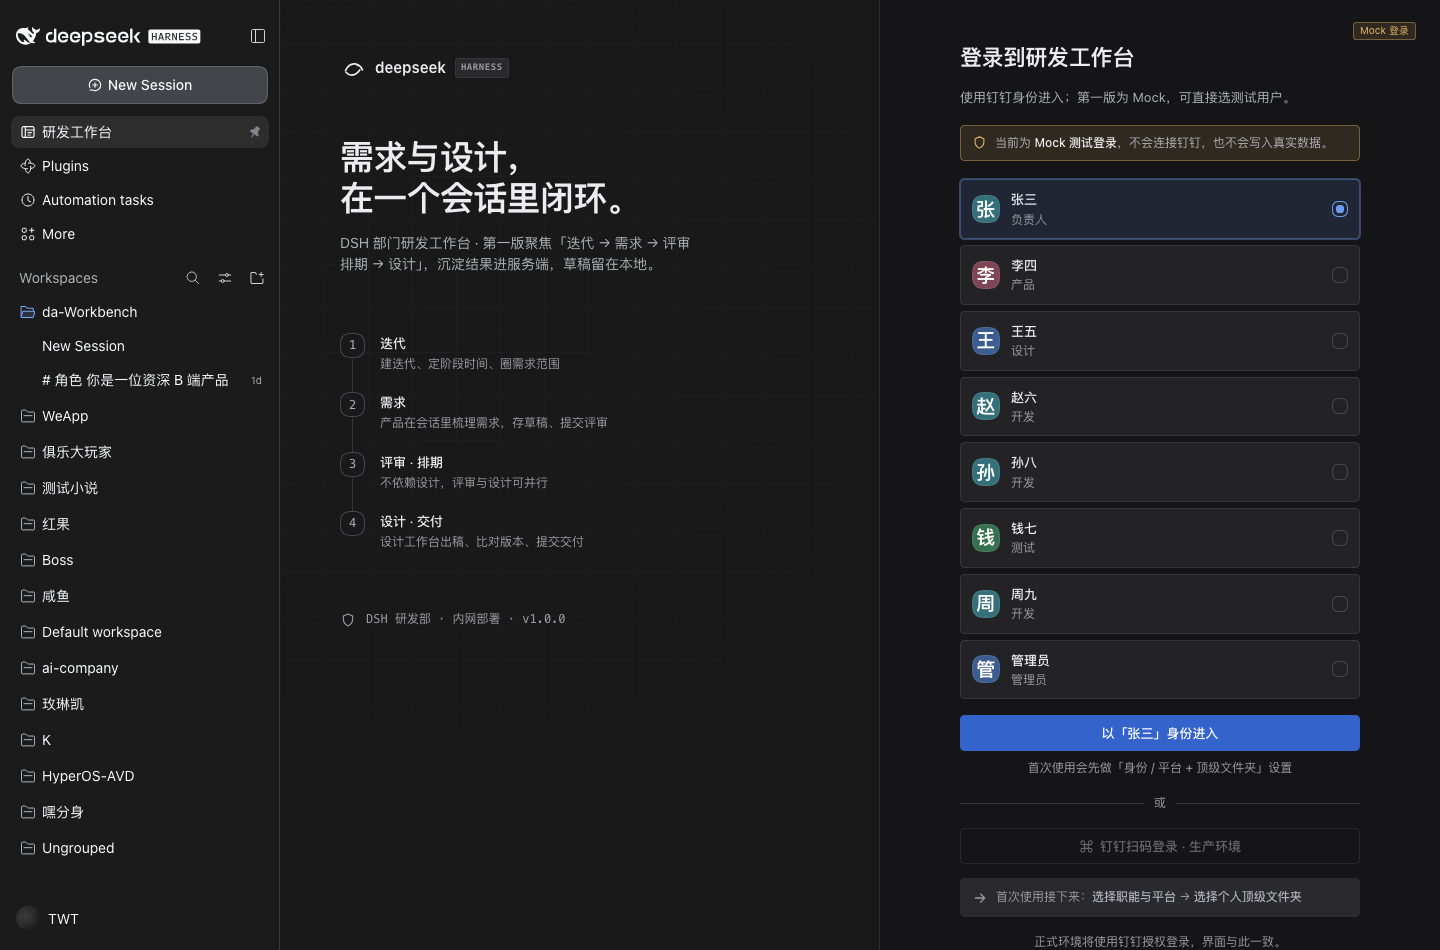 deepseek HARNESS
New Session
研发工作台
Plugins
Automation tasks
More
Workspaces
da-Workbench
New Session
# 角色 你是一位资深 B 端产品 1d
WeApp
俱乐大玩家
测试小说
红果
Boss
咸鱼
Default workspace
ai-company
玫琳凯
K
HyperOS-AVD
嘿分身
Ungrouped
TWT
deepseek HARNESS
需求与设计，
在一个会话里闭环。
DSH 部门研发工作台 · 第一版聚焦「迭代 → 需求 → 评审
排期 → 设计」，沉淀结果进服务端，草稿留在本地。
1 迭代
建迭代、定阶段时间、圈需求范围
2 需求
产品在会话里梳理需求，存草稿、提交评审
3 评审 · 排期
不依赖设计，评审与设计可并行
4 设计 · 交付
设计工作台出稿、比对版本、提交交付
DSH 研发部 · 内网部署 · v1.0.0
Mock 登录
登录到研发工作台
使用钉钉身份进入；第一版为 Mock，可直接选测试用户。
当前为 Mock 测试登录，不会连接钉钉，也不会写入真实数据。
张 张三
负责人
李 李四
产品
王 王五
设计
赵 赵六
开发
孙 孙八
开发
钱 钱七
测试
周 周九
开发
管 管理员
管理员
以「张三」身份进入
首次使用会先做「身份 / 平台 + 顶级文件夹」设置
或
⌘ 钉钉扫码登录 · 生产环境
→ 首次使用接下来：选择职能与平台 → 选择个人顶级文件夹
正式环境将使用钉钉授权登录，界面与此一致。